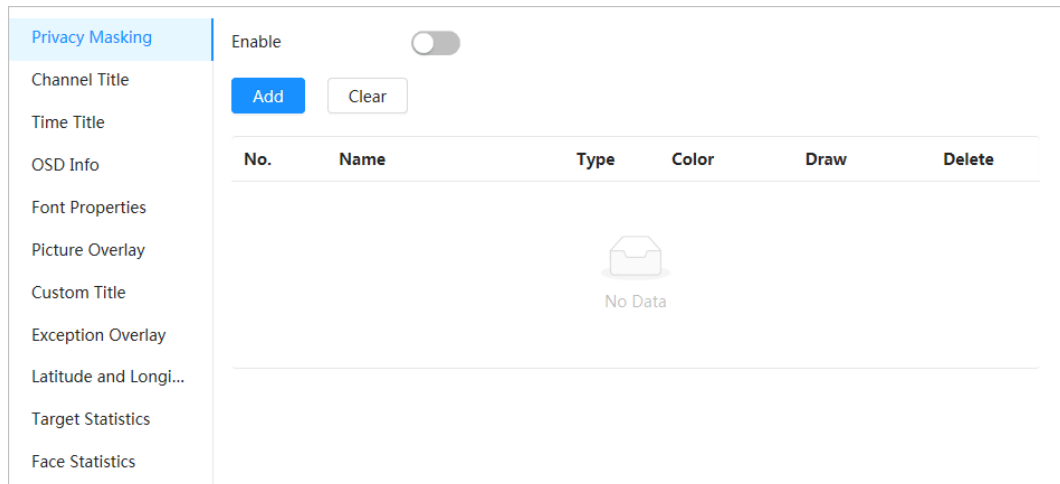 Privacy Masking
Enable
Channel Title
Add Clear
Time Title
No. Name Type Color Draw Delete
OSD Info
Font Properties
Picture Overlay
Custom Title
No Data
Exception Overlay
Latitude and Longi...
Target Statistics
Face Statistics